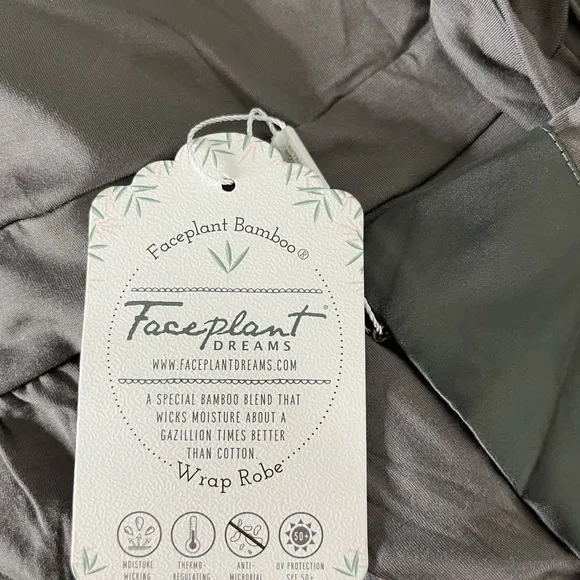 Faceplant Bamboo®
Faceplant®
DREAMS
WWW.FACEPLANTDREAMS.COM
A SPECIAL BAMBOO BLEND THAT
WICKS MOISTURE ABOUT A
GAZILLION TIMES BETTER
THAN COTTON.
Wrap Robe
50+
MOISTURE WICKING
THERMO-REGULATING
ANTI-MICROBIAL
UV PROTECTION SPF 50+